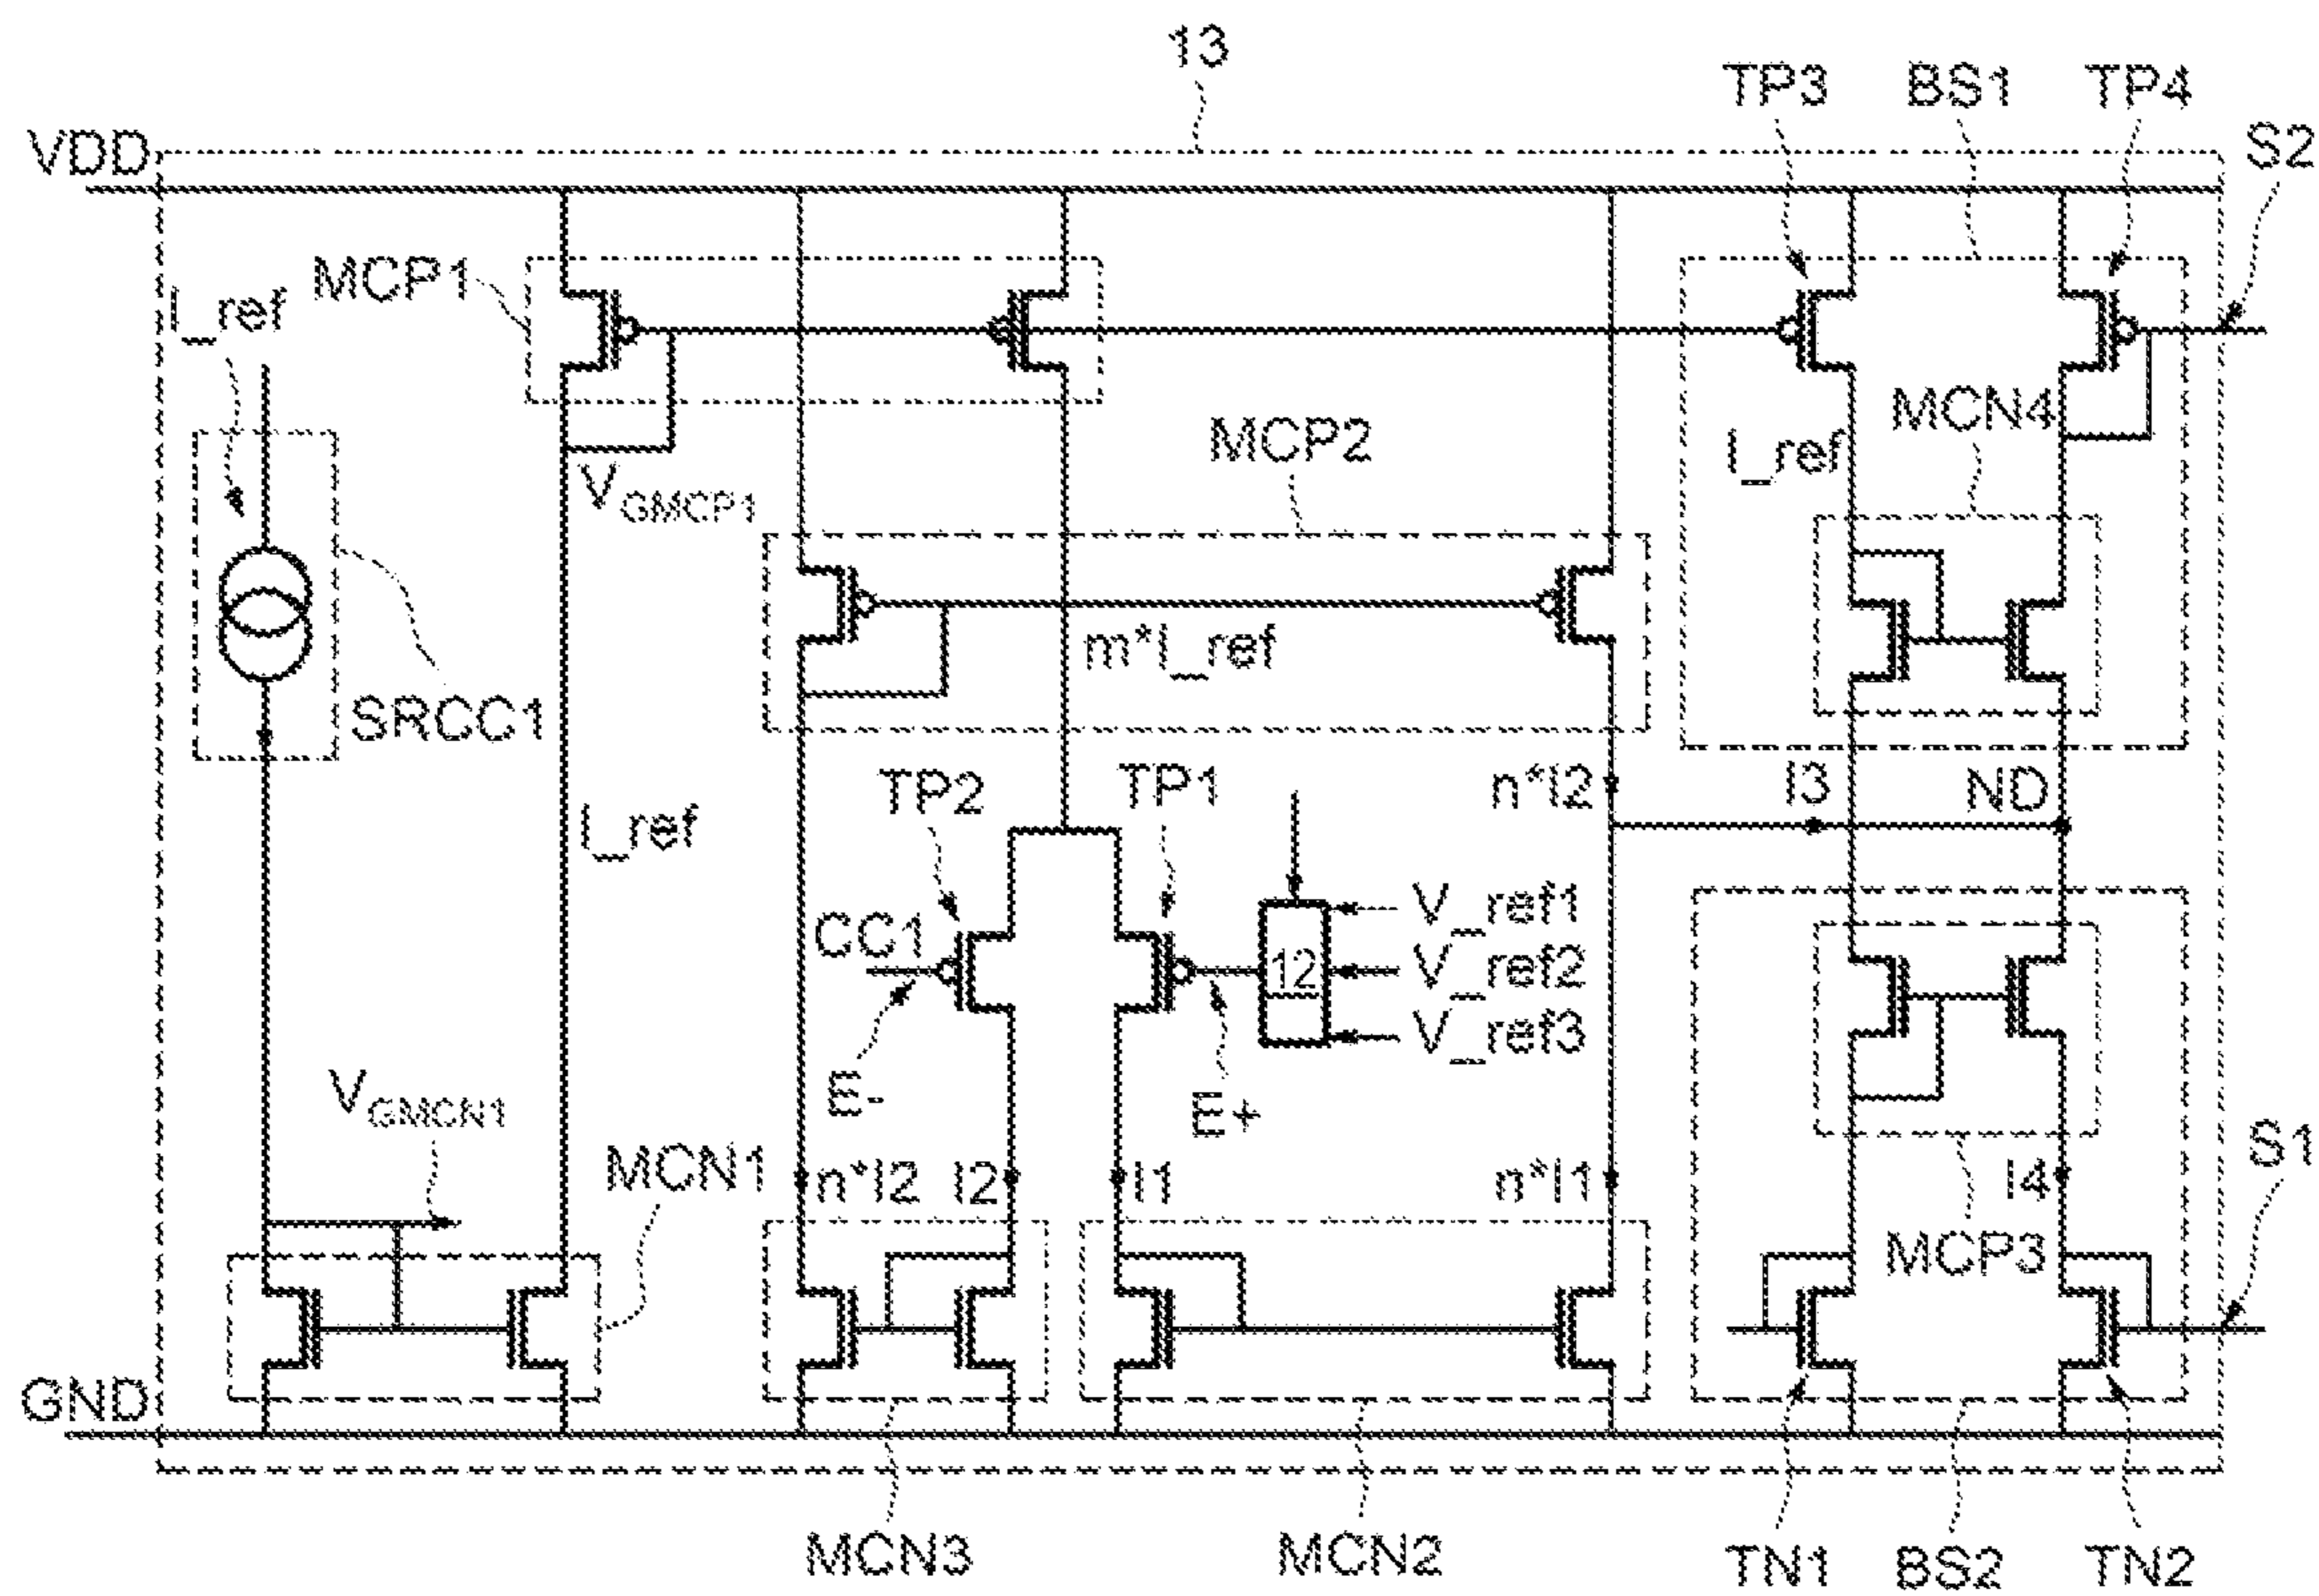 13
TP3 BS1 TP4
VDD
S2
MCP1
I_ref
MCN4
MCP2
I_ref
VGMCP1
m*I_ref
SRCC1
TP2 TP1 n*I2 I3 ND
I_ref
CC1 V_ref1
12 V_ref2
V_ref3
E- E+
VGMCN1
MCN1 n*I2 I2 I1 n*I1 I4 S1
MCP3
GND
MCN3 MCN2 TN1 BS2 TN2